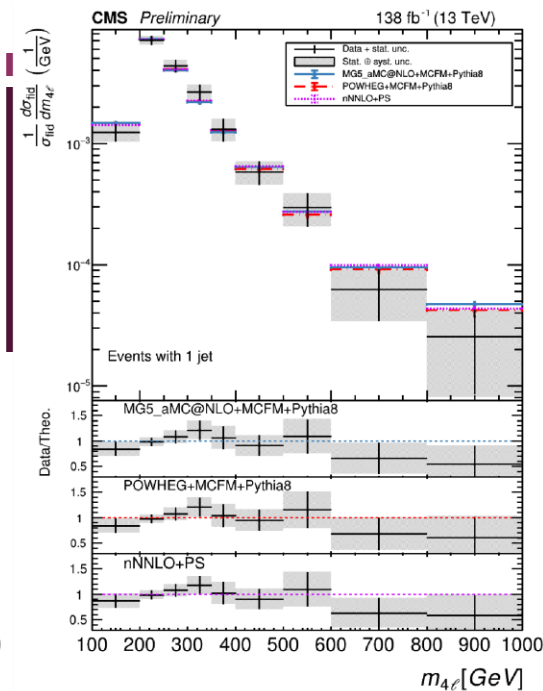 CMS Preliminary 138 fb⁻¹ (13 TeV)
1/σfid dσfid/dm4ℓ (1/GeV)
Data + stat. unc.
Stat. ⊕ syst. unc.
MG5_aMC@NLO+MCFM+Pythia8
POWHEG+MCFM+Pythia8
nNNLO+PS
10⁻³
10⁻⁴
10⁻⁵
Events with 1 jet
Data/Theo.
MG5_aMC@NLO+MCFM+Pythia8
1.5
1
0.5
POWHEG+MCFM+Pythia8
1.5
1
0.5
nNNLO+PS
1.5
1
0.5
100 200 300 400 500 600 700 800 900 1000
m4ℓ [GeV]